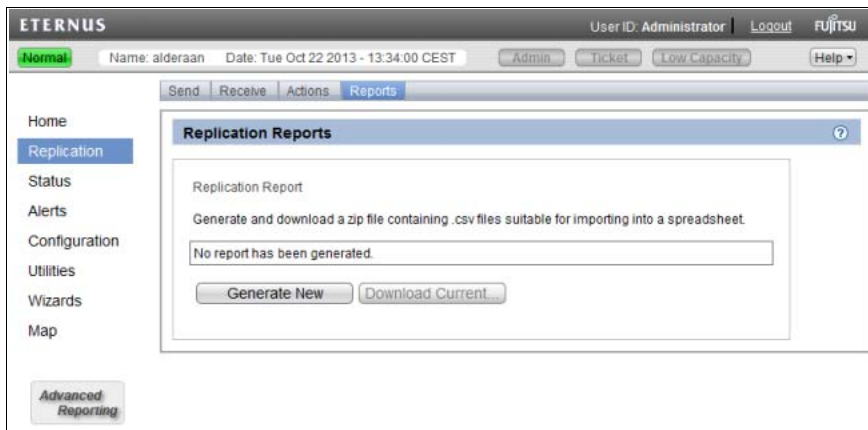 ETERNUS User ID: Administrator Logout FUJITSU
Normal Name: alderaan Date: Tue Oct 22 2013 - 13:34:00 CEST Admin Ticket Low Capacity Help
Send Receive Actions Reports
Home
Replication
Status
Alerts
Configuration
Utilities
Wizards
Map
Advanced
Reporting
Replication Reports ?
Replication Report
Generate and download a zip file containing .csv files suitable for importing into a spreadsheet.
No report has been generated.
Generate New Download Current...